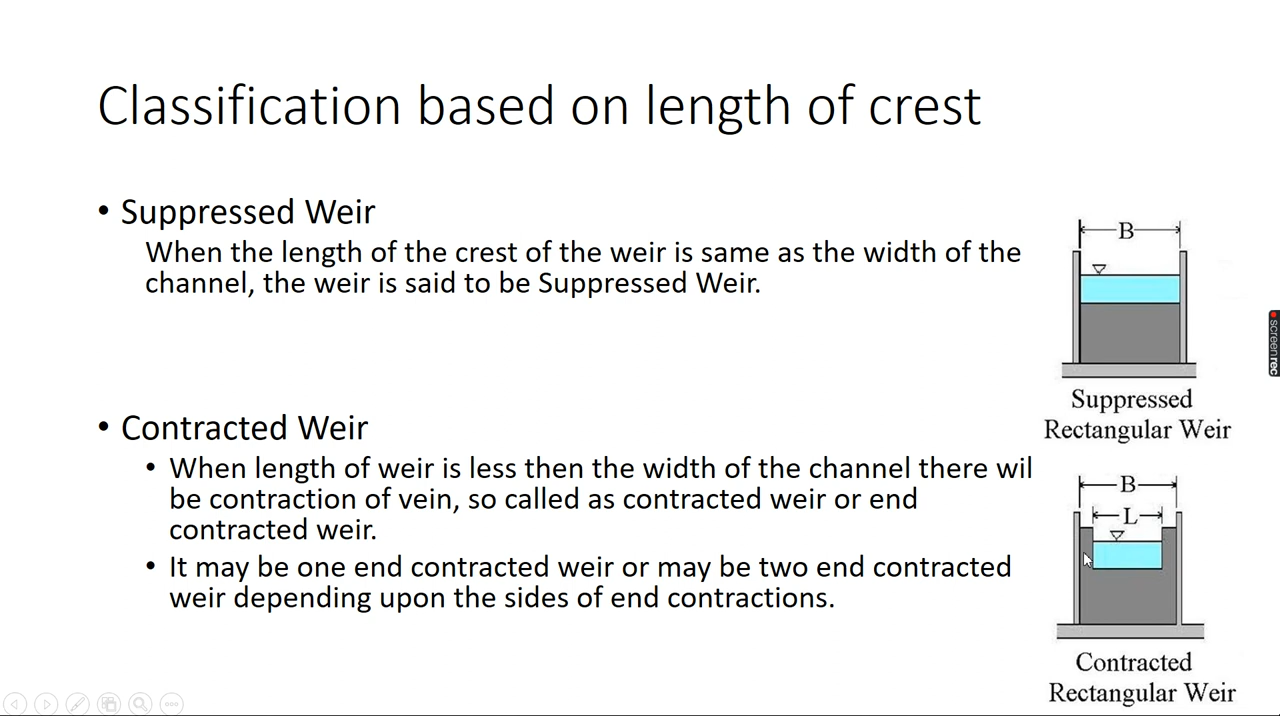 Classification based on length of crest
• Suppressed Weir
When the length of the crest of the weir is same as the width of the
channel, the weir is said to be Suppressed Weir.
B
Suppressed
Rectangular Weir
• Contracted Weir
• When length of weir is less then the width of the channel there wil
be contraction of vein, so called as contracted weir or end
contracted weir.
• It may be one end contracted weir or may be two end contracted
weir depending upon the sides of end contractions.
B
L
Contracted
Rectangular Weir
screenrec